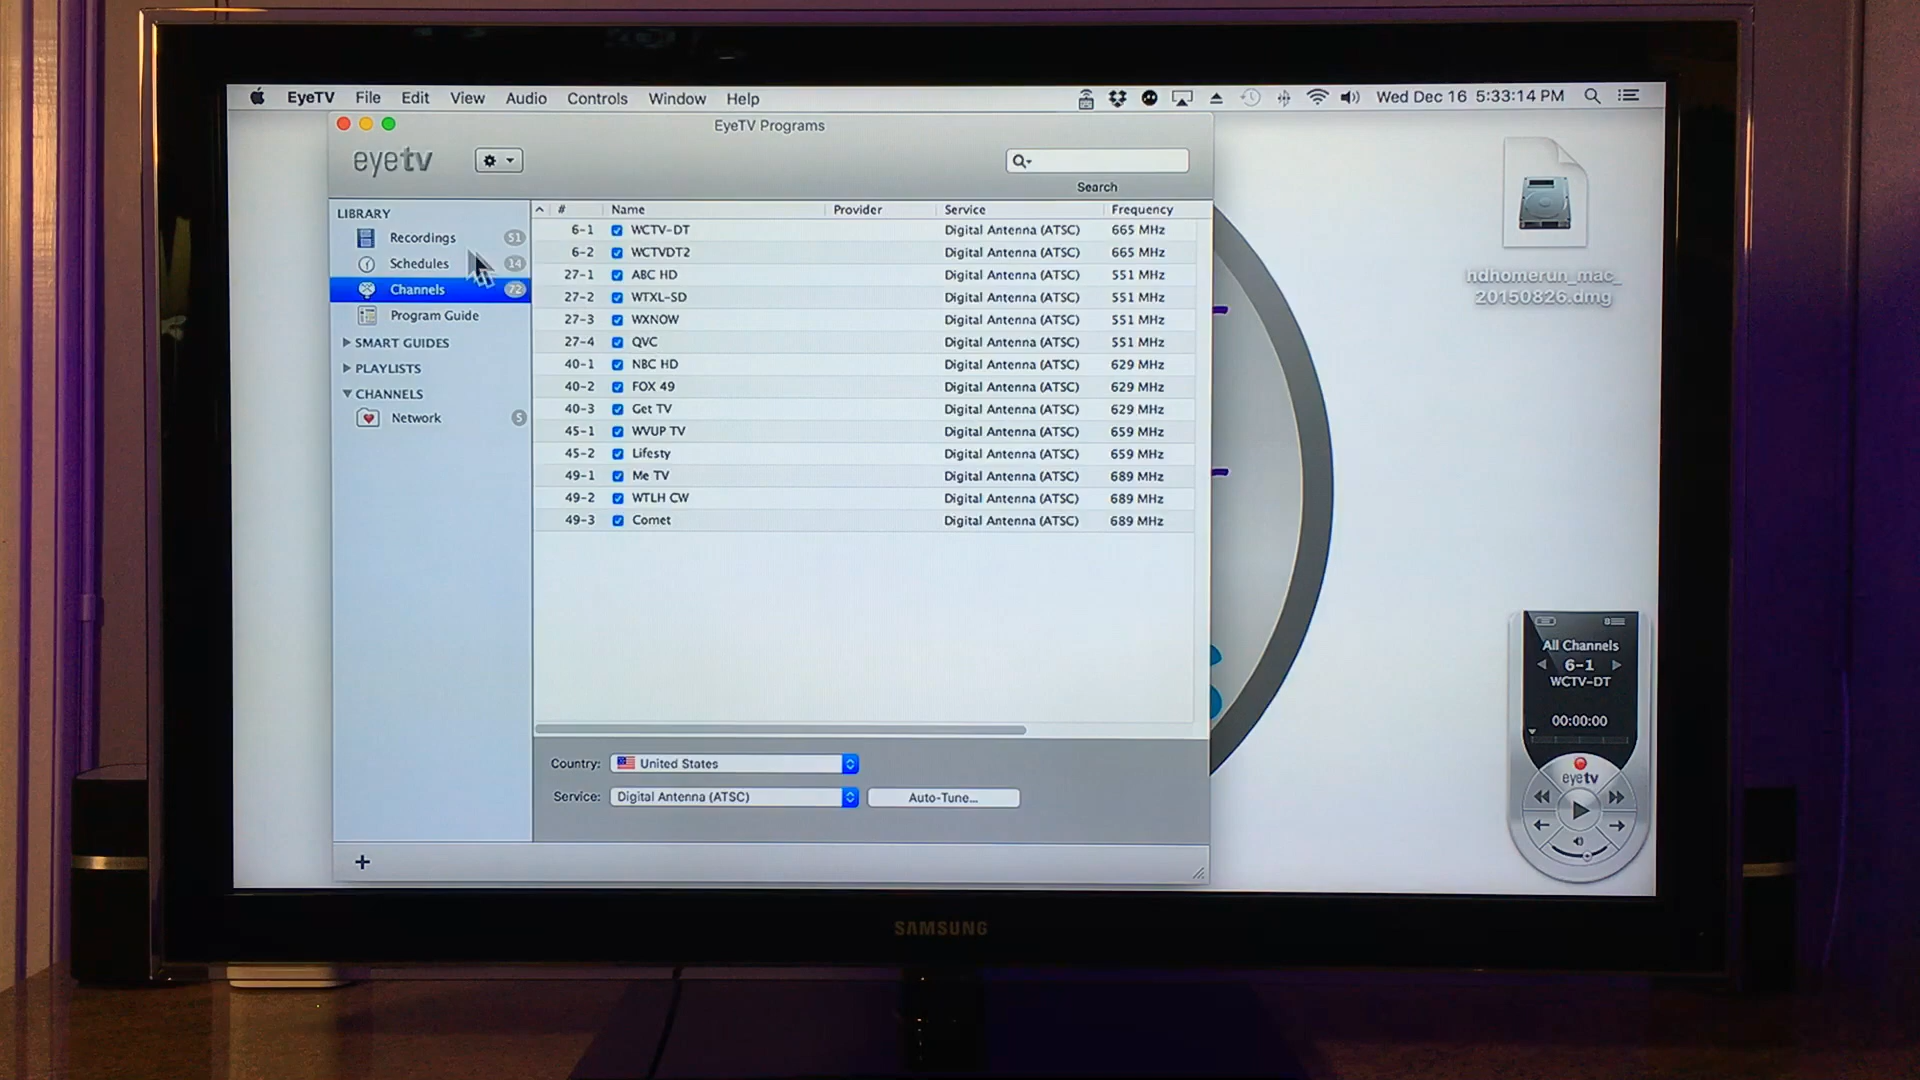 EyeTV File Edit View Audio Controls Window Help Wed Dec 16 5:33:14 PM
EyeTV Programs
eyetv
Search
LIBRARY
Recordings 51
Schedules 14
Channels 72
Program Guide
SMART GUIDES
PLAYLISTS
CHANNELS
Network 5
# Name Provider Service Frequency
6-1 WCTV-DT Digital Antenna (ATSC) 665 MHz
6-2 WCTVDT2 Digital Antenna (ATSC) 665 MHz
27-1 ABC HD Digital Antenna (ATSC) 551 MHz
27-2 WTXL-SD Digital Antenna (ATSC) 551 MHz
27-3 WXNOW Digital Antenna (ATSC) 551 MHz
27-4 QVC Digital Antenna (ATSC) 551 MHz
40-1 NBC HD Digital Antenna (ATSC) 629 MHz
40-2 FOX 49 Digital Antenna (ATSC) 629 MHz
40-3 Get TV Digital Antenna (ATSC) 629 MHz
45-1 WVUP TV Digital Antenna (ATSC) 659 MHz
45-2 Lifesty Digital Antenna (ATSC) 659 MHz
49-1 Me TV Digital Antenna (ATSC) 689 MHz
49-2 WTLH CW Digital Antenna (ATSC) 689 MHz
49-3 Comet Digital Antenna (ATSC) 689 MHz
Country: United States
Service: Digital Antenna (ATSC) Auto-Tune...
+
hdhomerun_mac_
20150826.dmg
All Channels
6-1
WCTV-DT
00:00:00
eyetv
SAMSUNG